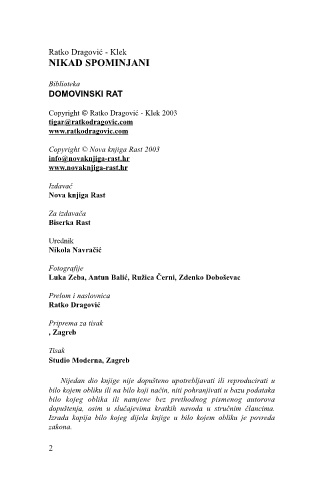 Ratko Dragović - Klek
NIKAD SPOMINJANI
Biblioteka
DOMOVINSKI RAT
Copyright © Ratko Dragović - Klek 2003
tigar@ratkodragovic.com
www.ratkodragovic.com
Copyright © Nova knjiga Rast 2003
info@novaknjiga-rast.hr
www.novaknjiga-rast.hr
Izdavač
Nova knjiga Rast
Za izdavača
Biserka Rast
Urednik
Nikola Navračić
Fotografije
Luka Zeba, Antun Balić, Ružica Černi, Zdenko Doboševac
Prelom i naslovnica
Ratko Dragović
Priprema za tisak
, Zagreb
Tisak
Studio Moderna, Zagreb
Nijedan dio knjige nije dopušteno upotrebljavati ili reproducirati u
bilo kojem obliku ili na bilo koji način, niti pohranjivati u bazu podataka
bilo kojeg oblika ili namjene bez prethodnog pismenog autorova
dopuštenja, osim u slučajevima kratkih navoda u stručnim člancima.
Izrada kopija bilo kojeg dijela knjige u bilo kojem obliku je povreda
zakona.
2